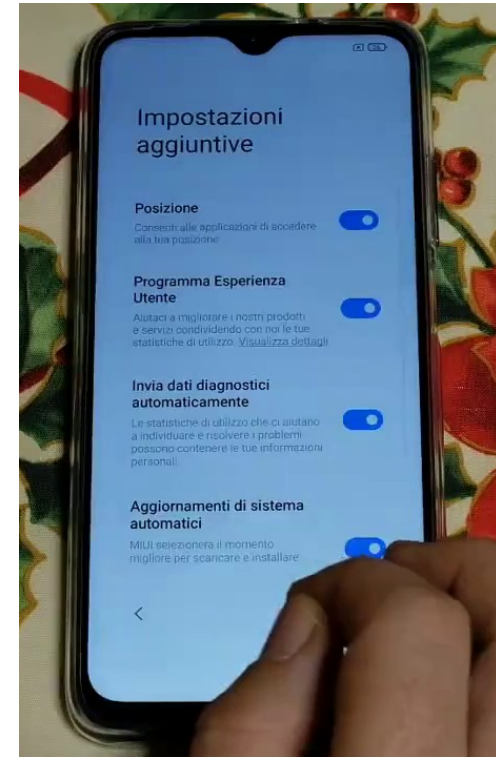 Impostazioni
aggiuntive
Posizione
Consenti alle applicazioni di accedere
alla tua posizione
Programma Esperienza
Utente
Aiutaci a migliorare i nostri prodotti
e servizi condividendo con noi le tue
statistiche di utilizzo. Visualizza dettagli
Invia dati diagnostici
automaticamente
Le statistiche di utilizzo che ci aiutano
a individuare e risolvere i problemi
possono contenere le tue informazioni
personali.
Aggiornamenti di sistema
automatici
MIUI selezionerà il momento
migliore per scaricare e installare